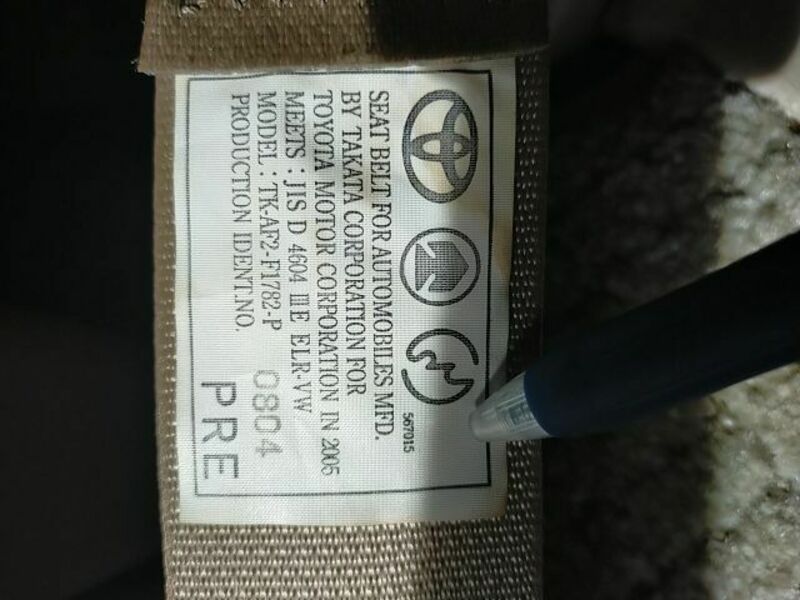 567015
SEAT BELT FOR AUTOMOBILES MFD.
BY TAKATA CORPORATION FOR
TOYOTA MOTOR CORPORATION IN 2005
MEETS : JIS D 4604 ⅢE ELR-VW
MODEL : TK-AF2-F1782-P
PRODUCTION IDENT.NO. 0804
PRE